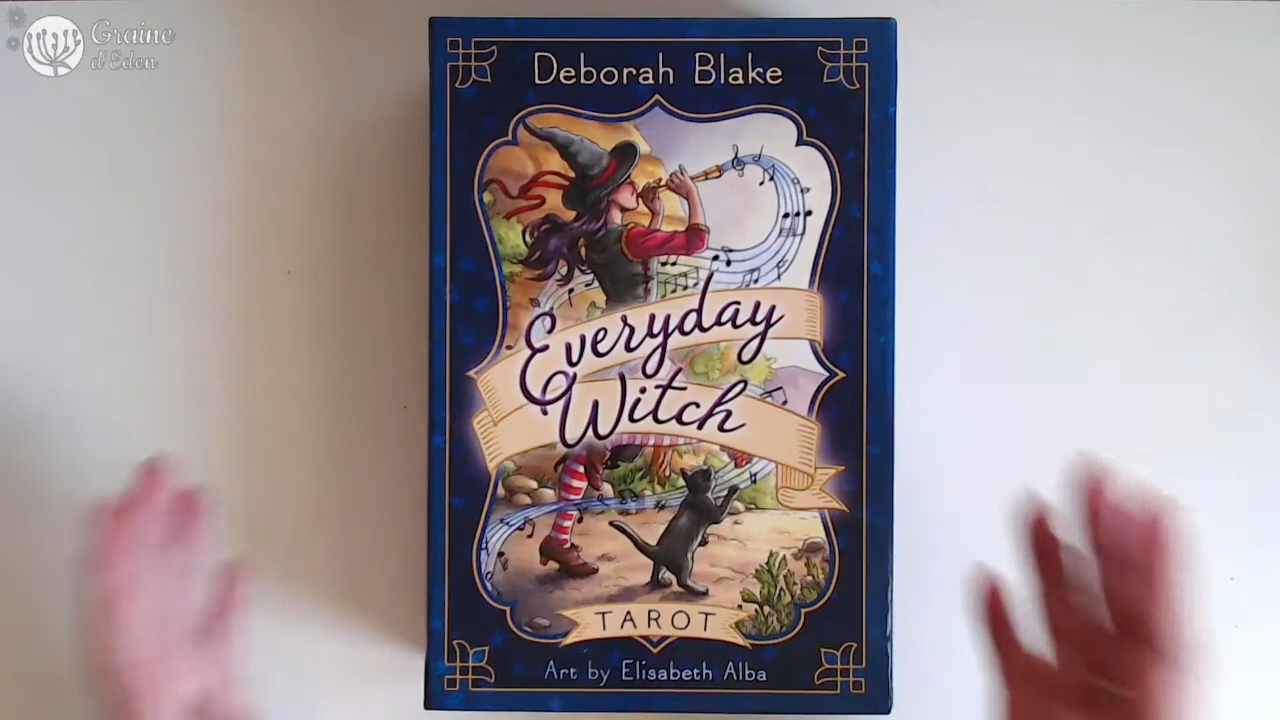 Graine
d'Eden
Deborah Blake
Everyday
Witch
TAROT
Art by Elisabeth Alba